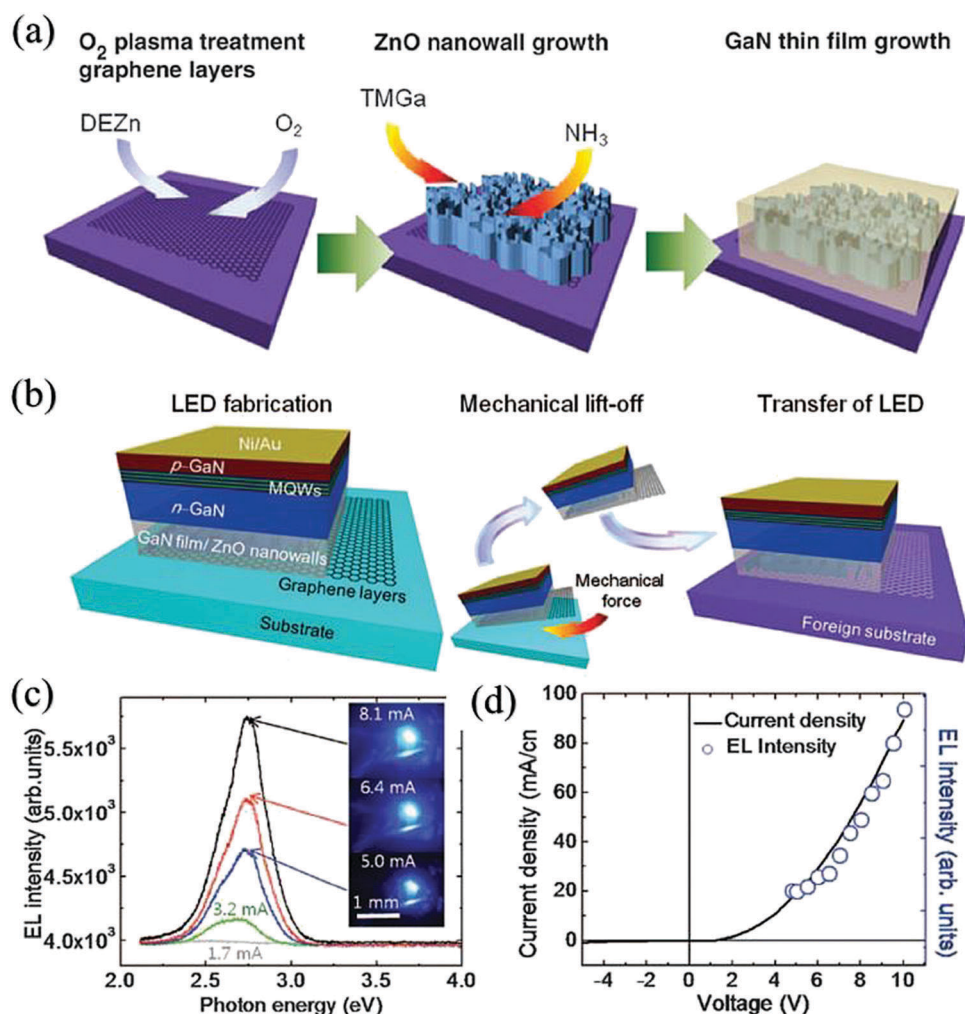 (a)
O₂ plasma treatment
graphene layers
ZnO nanowall growth
GaN thin film growth
DEZn
O₂
TMGa
NH₃
(b)
LED fabrication
Mechanical lift-off
Transfer of LED
Ni/Au
p-GaN
MQWs
n-GaN
GaN film/ ZnO nanowalls
Graphene layers
Substrate
Mechanical
force
Foreign substrate
(c)
EL intensity (arb.units)
5.5x10³
5.0x10³
4.5x10³
4.0x10³
8.1 mA
6.4 mA
5.0 mA
1 mm
3.2 mA
1.7 mA
2.0 2.5 3.0 3.5 4.0
Photon energy (eV)
(d)
Current density (mA/cn
100
80
60
40
20
0
Current density
EL Intensity
EL intensity (arb. units)
-4 -2 0 2 4 6 8 10
Voltage (V)